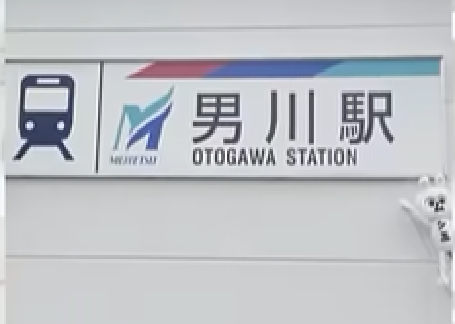 男川駅
MEITETSU
OTOGAWA STATION